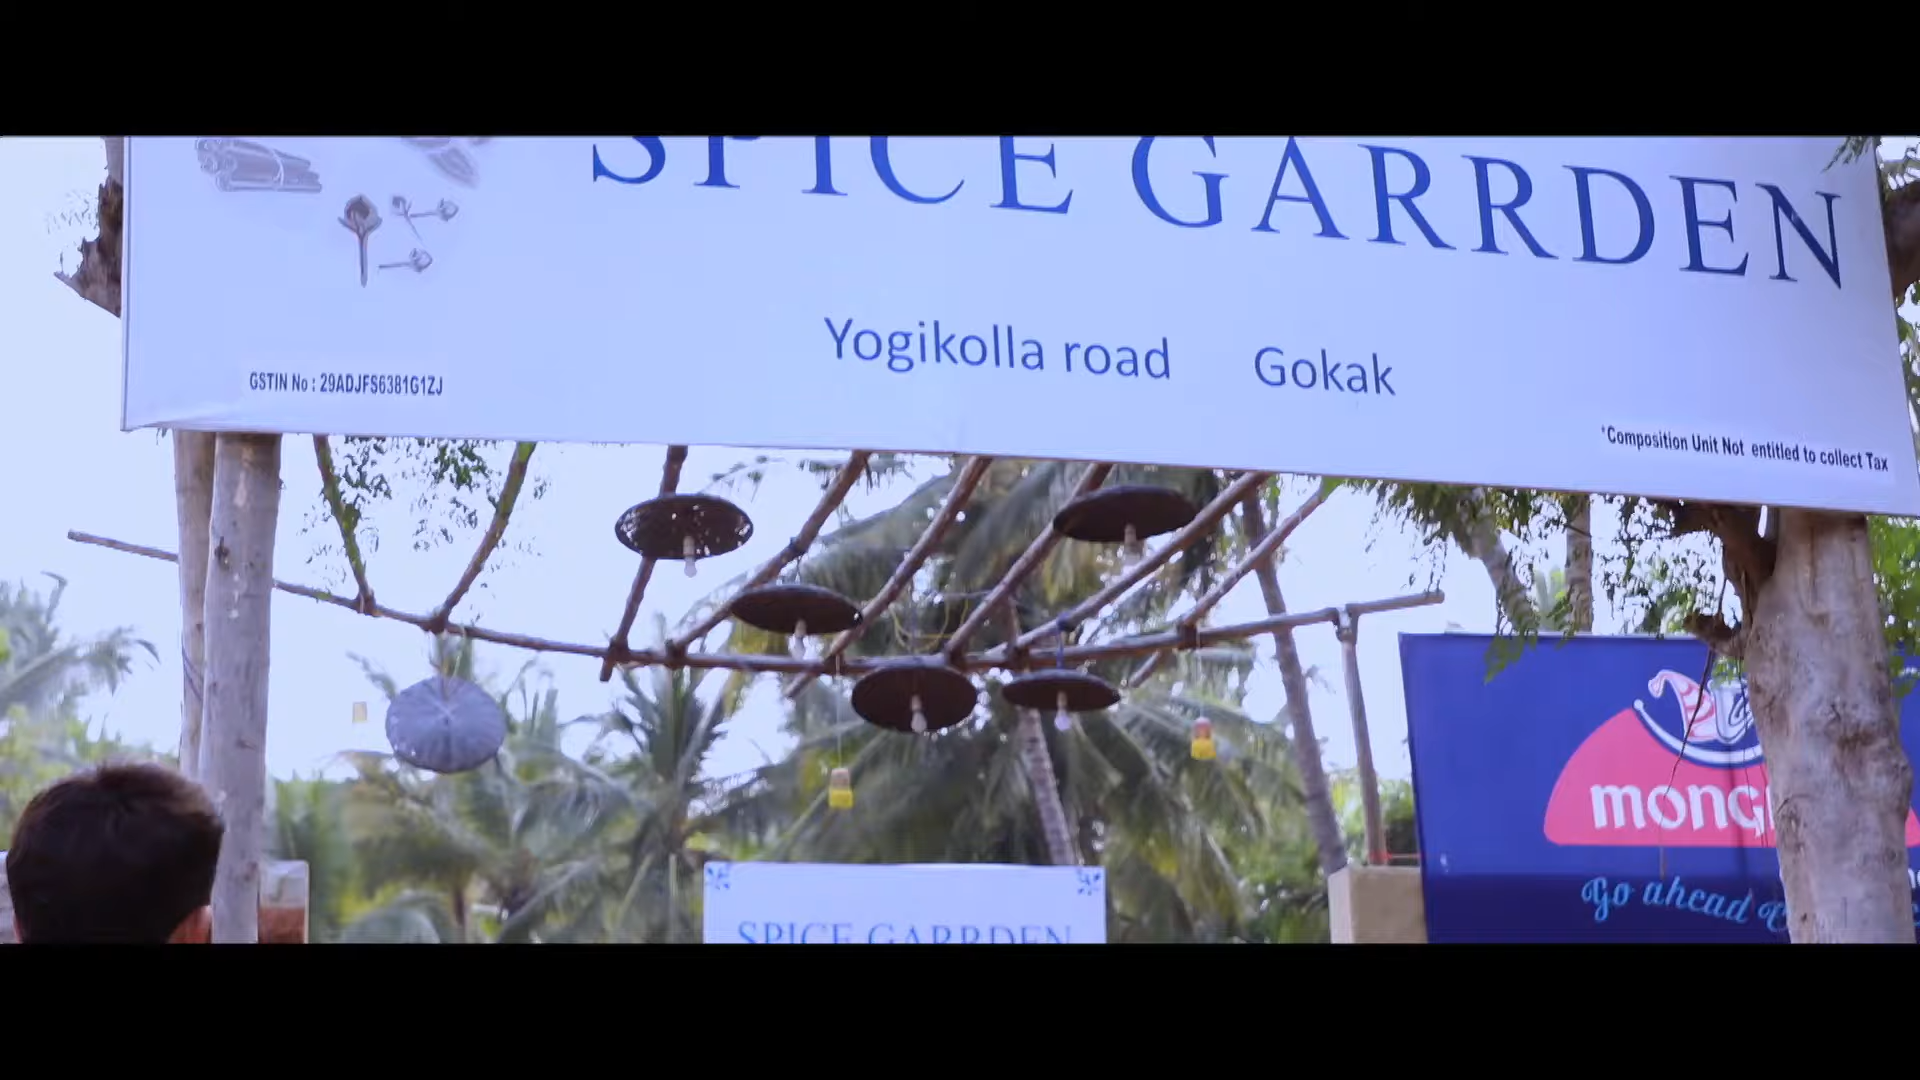 SPICE GARRDEN
Yogikolla road Gokak
GSTIN No : 29ADJFS6381G1ZJ
*Composition Unit Not entitled to collect Tax
SPICE GARRDEN
Go ahead